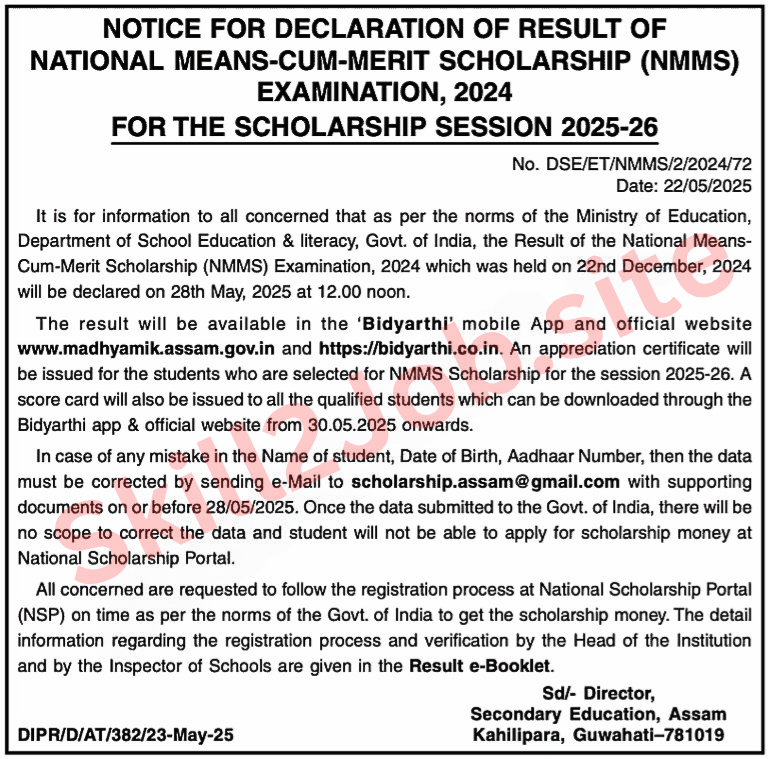 NOTICE FOR DECLARATION OF RESULT OF
NATIONAL MEANS-CUM-MERIT SCHOLARSHIP (NMMS)
EXAMINATION, 2024
FOR THE SCHOLARSHIP SESSION 2025-26
No. DSE/ET/NMMS/2/2024/72
Date: 22/05/2025
It is for information to all concerned that as per the norms of the Ministry of Education,
Department of School Education & literacy, Govt. of India, the Result of the National Means-
Cum-Merit Scholarship (NMMS) Examination, 2024 which was held on 22nd December, 2024
will be declared on 28th May, 2025 at 12.00 noon.
The result will be available in the ‘Bidyarthi’ mobile App and official website
www.madhyamik.assam.gov.in and https://bidyarthi.co.in. An appreciation certificate will
be issued for the students who are selected for NMMS Scholarship for the session 2025-26. A
score card will also be issued to all the qualified students which can be downloaded through the
Bidyarthi app & official website from 30.05.2025 onwards.
In case of any mistake in the Name of student, Date of Birth, Aadhaar Number, then the data
must be corrected by sending e-Mail to scholarship.assam@gmail.com with supporting
documents on or before 28/05/2025. Once the data submitted to the Govt. of India, there will be
no scope to correct the data and student will not be able to apply for scholarship money at
National Scholarship Portal.
All concerned are requested to follow the registration process at National Scholarship Portal
(NSP) on time as per the norms of the Govt. of India to get the scholarship money. The detail
information regarding the registration process and verification by the Head of the Institution
and by the Inspector of Schools are given in the Result e-Booklet.
Sd/- Director,
Secondary Education, Assam
DIPR/D/AT/382/23-May-25 Kahilipara, Guwahati–781019
Skill2Job.site